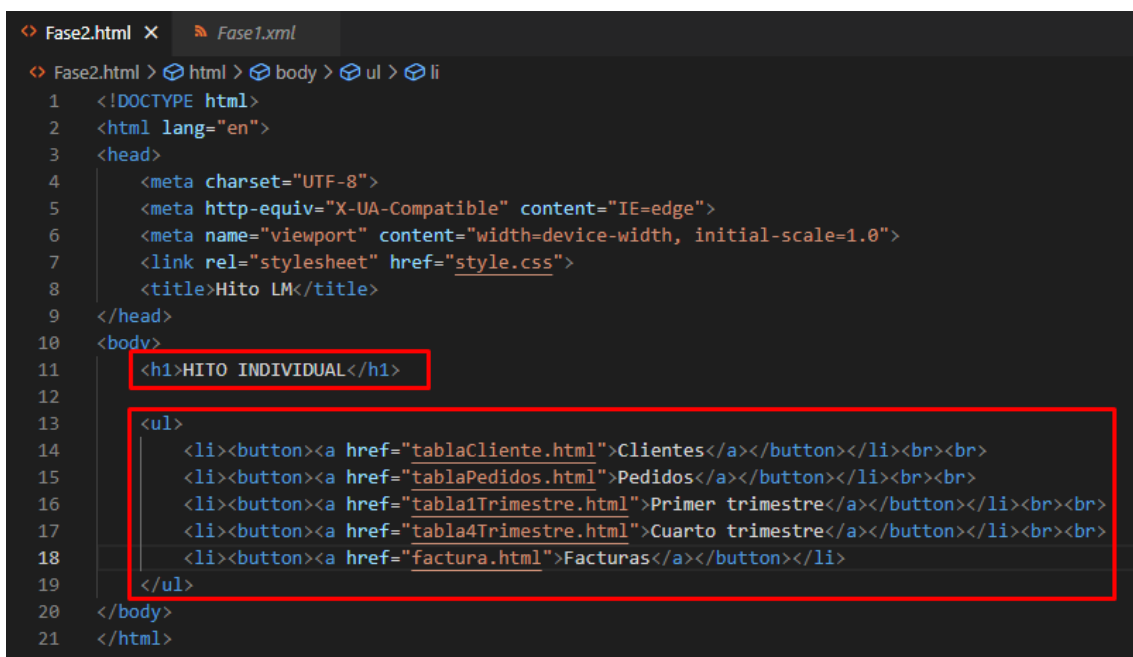 Fase2.html Fase1.xml
Fase2.html > html > body > ul > li
1 <!DOCTYPE html>
2 <html lang="en">
3 <head>
4 <meta charset="UTF-8">
5 <meta http-equiv="X-UA-Compatible" content="IE=edge">
6 <meta name="viewport" content="width=device-width, initial-scale=1.0">
7 <link rel="stylesheet" href="style.css">
8 <title>Hito LM</title>
9 </head>
10 <body>
11 <h1>HITO INDIVIDUAL</h1>
12
13 <ul>
14 <li><button><a href="tablaCliente.html">Clientes</a></button></li><br><br>
15 <li><button><a href="tablaPedidos.html">Pedidos</a></button></li><br><br>
16 <li><button><a href="tabla1Trimestre.html">Primer trimestre</a></button></li><br><br>
17 <li><button><a href="tabla4Trimestre.html">Cuarto trimestre</a></button></li><br><br>
18 <li><button><a href="factura.html">Facturas</a></button></li>
19 </ul>
20 </body>
21 </html>